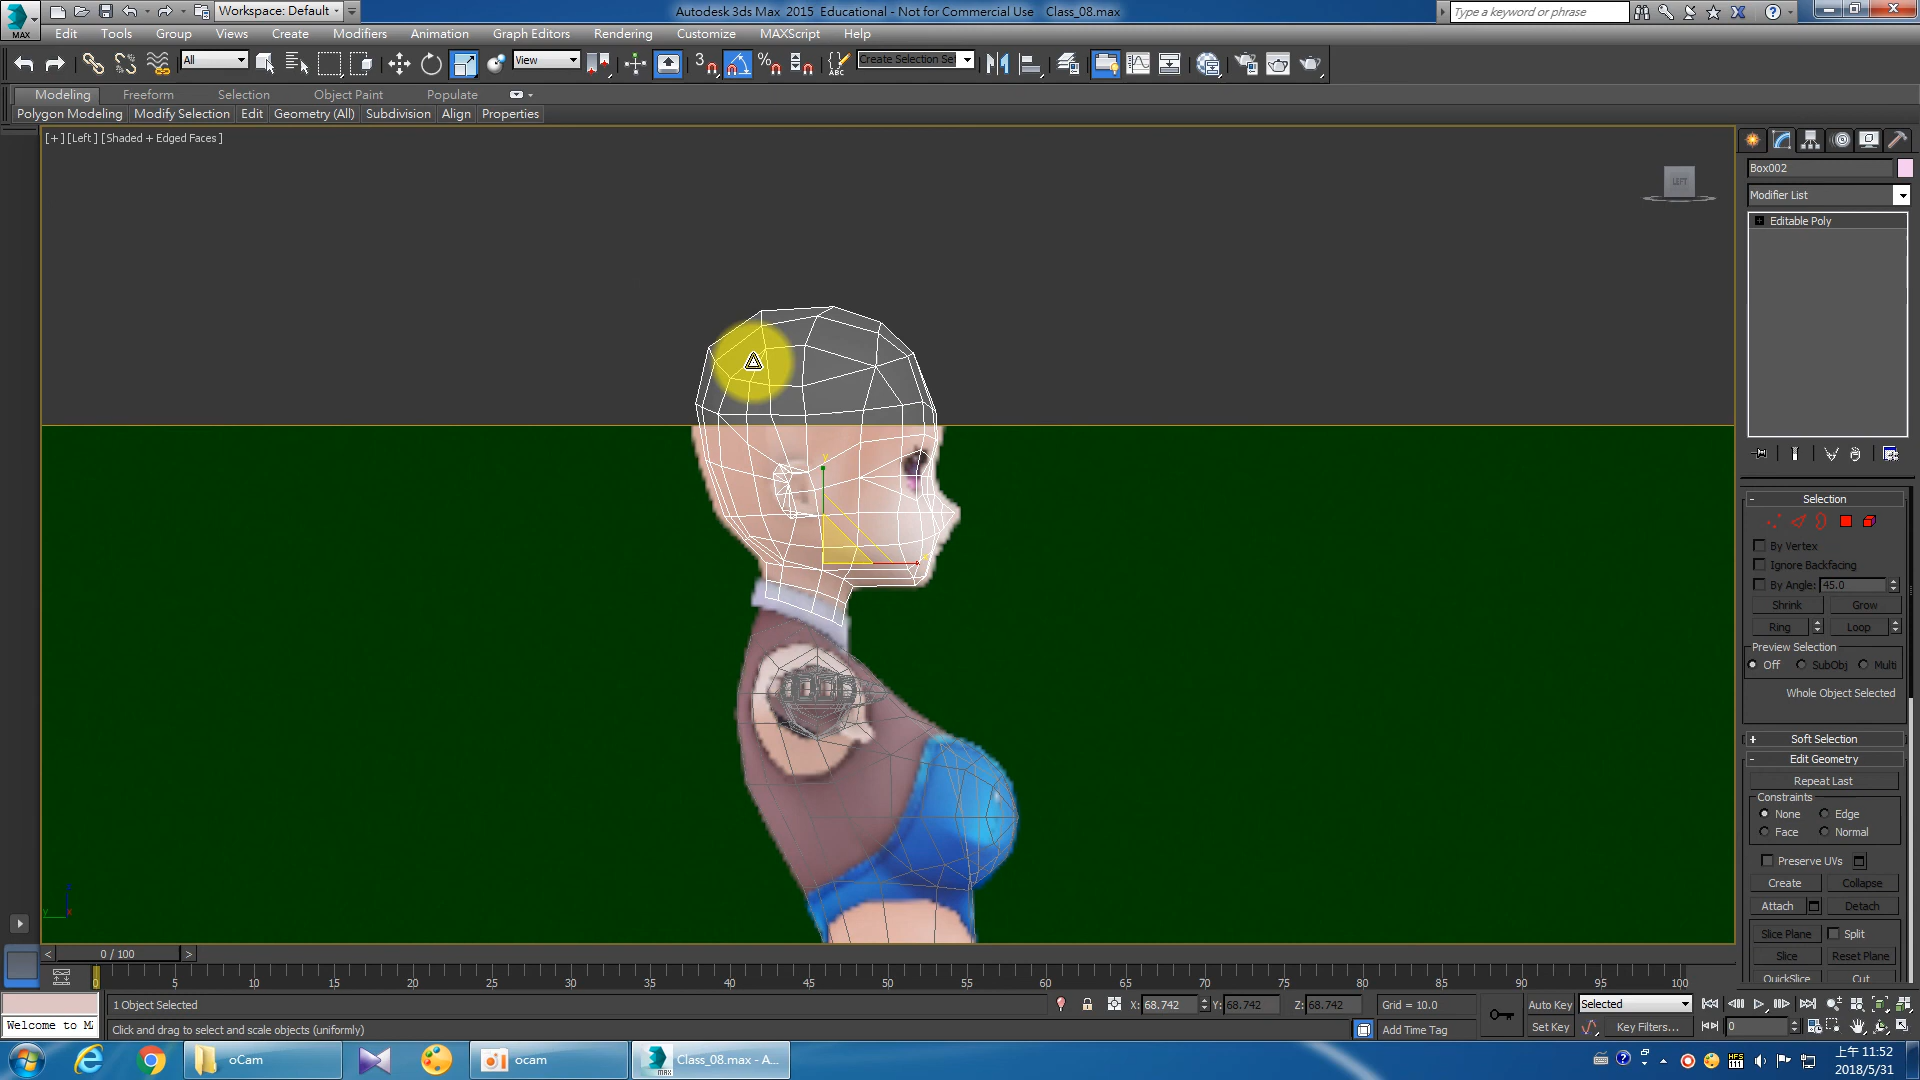 Workspace: Default
Autodesk 3ds Max 2015 Educational - Not for Commercial Use Class_08.max
Type a keyword or phrase
MAX
Edit Tools Group Views Create Modifiers Animation Graph Editors Rendering Customize MAXScript Help
All
View
3
Create Selection Se
ABC
Modeling Freeform Selection Object Paint Populate
Polygon Modeling Modify Selection Edit Geometry (All) Subdivision Align Properties
[+] [Left] [Shaded + Edged Faces]
LEFT
Box002
Modifier List
Editable Poly
Selection
By Vertex
Ignore Backfacing
By Angle: 45.0
Shrink Grow
Ring Loop
Preview Selection
Off SubObj Multi
Whole Object Selected
Soft Selection
Edit Geometry
Repeat Last
Constraints
None Edge
Face Normal
Preserve UVs
Create Collapse
Attach Detach
Slice Plane Split
Slice Reset Plane
QuickSlice Cut
y
< 0 / 100 >
0 5 10 15 20 25 30 35 40 45 50 55 60 65 70 75 80 85 90 95 100
1 Object Selected
X: 68.742 Y: 68.742 Z: 68.742 Grid = 10.0
Auto Key Selected
Welcome to M
Click and drag to select and scale objects (uniformly)
Add Time Tag
Set Key Key Filters... 0
oCam
ocam
MAX
Class_08.max - A...
上午 11:52
2018/5/31